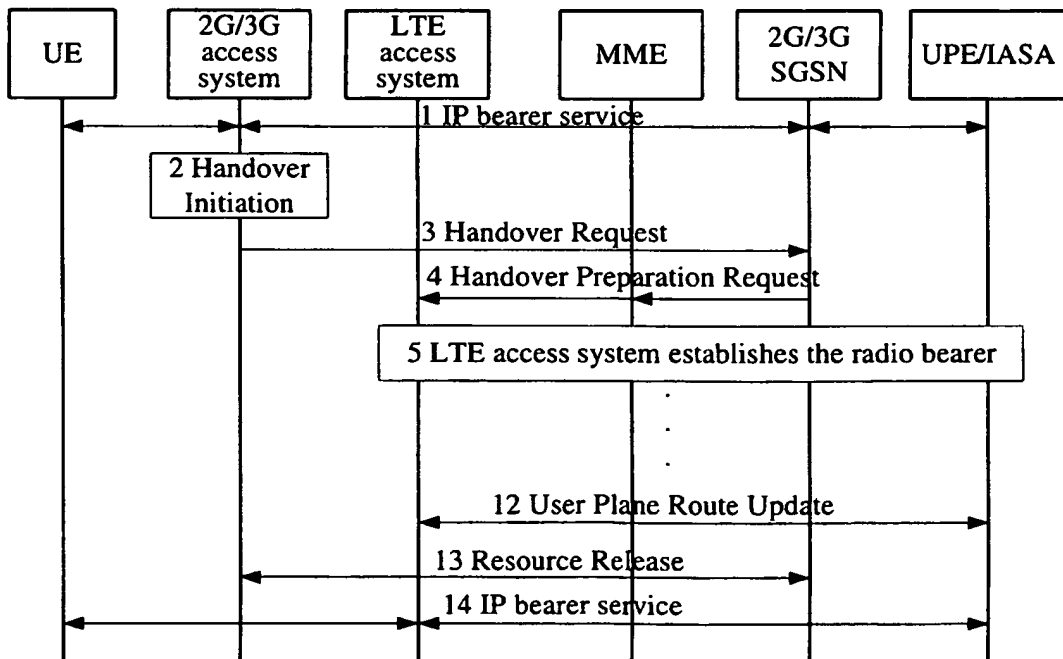 UE
2G/3G
access
system
LTE
access
system
MME
2G/3G
SGSN
UPE/IASA
1 IP bearer service
2 Handover
Initiation
3 Handover Request
4 Handover Preparation Request
5 LTE access system establishes the radio bearer
12 User Plane Route Update
13 Resource Release
14 IP bearer service